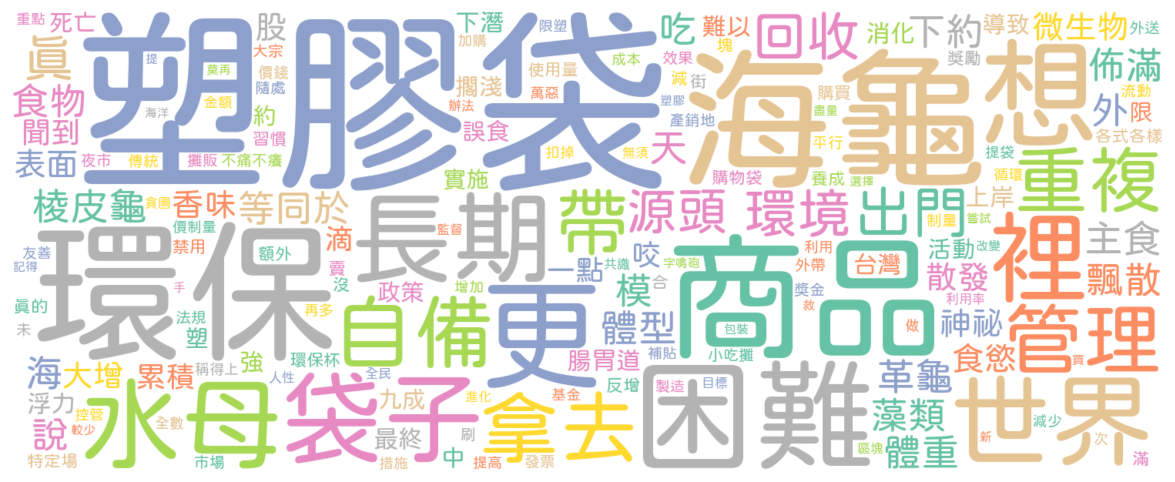 塑膠袋
海龜
想
環保
商品
困難
世界
水母
袋子
長期
更
自備
拿去
管理
裡
重複
回收
帶
源頭
環境
出門
主食
飄散
散發
神祕
食慾
革龜
藻類
體重
體型
模
腸胃道
一點
咬
天
吃
難以
消化
下約
導致
微生物
外送
佈滿
外
限
流動
各式各樣
重點
死亡
真
食物
聞到
表面
股
大宗
價錢
隨處
約
習慣
提
莫再
金額
海洋
夜市
傳統
攤販
不痛不癢
下潛
加購
限塑
擱淺
使用量
成本
辦法
萬惡
誤食
扣掉
無須
實施
效果
塊
減
街
塑膠
產銷地
購買
獎勵
盡量
平行
提袋
購物袋
養成
選擇
循環
上岸
制量
嘗試
棱皮龜
香味
等同於
貪圖
價制量
禁用
額外
滴
監督
賣
沒
友善
記得
真的
手
未
法規
塑
再多
政策
增加
共識
字嘴砲
合
利用
外帶
台灣
活動
改變
利用率
獎金
救
包裝
做
小吃攤
補貼
買
海
大增
累積
稱得上
強
環保杯
人性
全民
反增
製造
目標
浮力
控管
較少
說
全數
特定場
市場
九成
最終
刷
中
措施
提高
進化
基金
發票
區塊
減少
新
次
滿